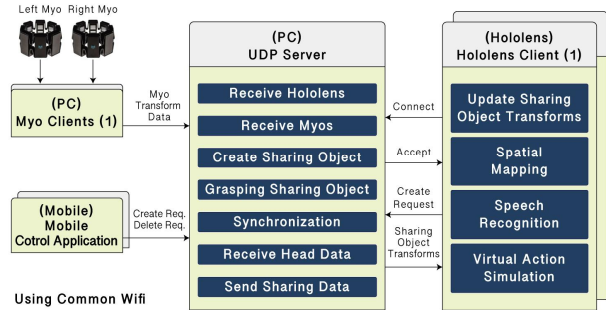 Left Myo Right Myo
(PC)
Myo Clients (1)
Myo
Transform
Data
(Mobile)
Mobile
Cotrol Application
Create Req.
Delete Req.
Using Common Wifi
(PC)
UDP Server
Receive Hololens
Receive Myos
Create Sharing Object
Grasping Sharing Object
Synchronization
Receive Head Data
Send Sharing Data
Connect
Accept
Create
Request
Sharing
Object
Transforms
(Hololens)
Hololens Client (1)
Update Sharing
Object Transforms
Spatial
Mapping
Speech
Recognition
Virtual Action
Simulation